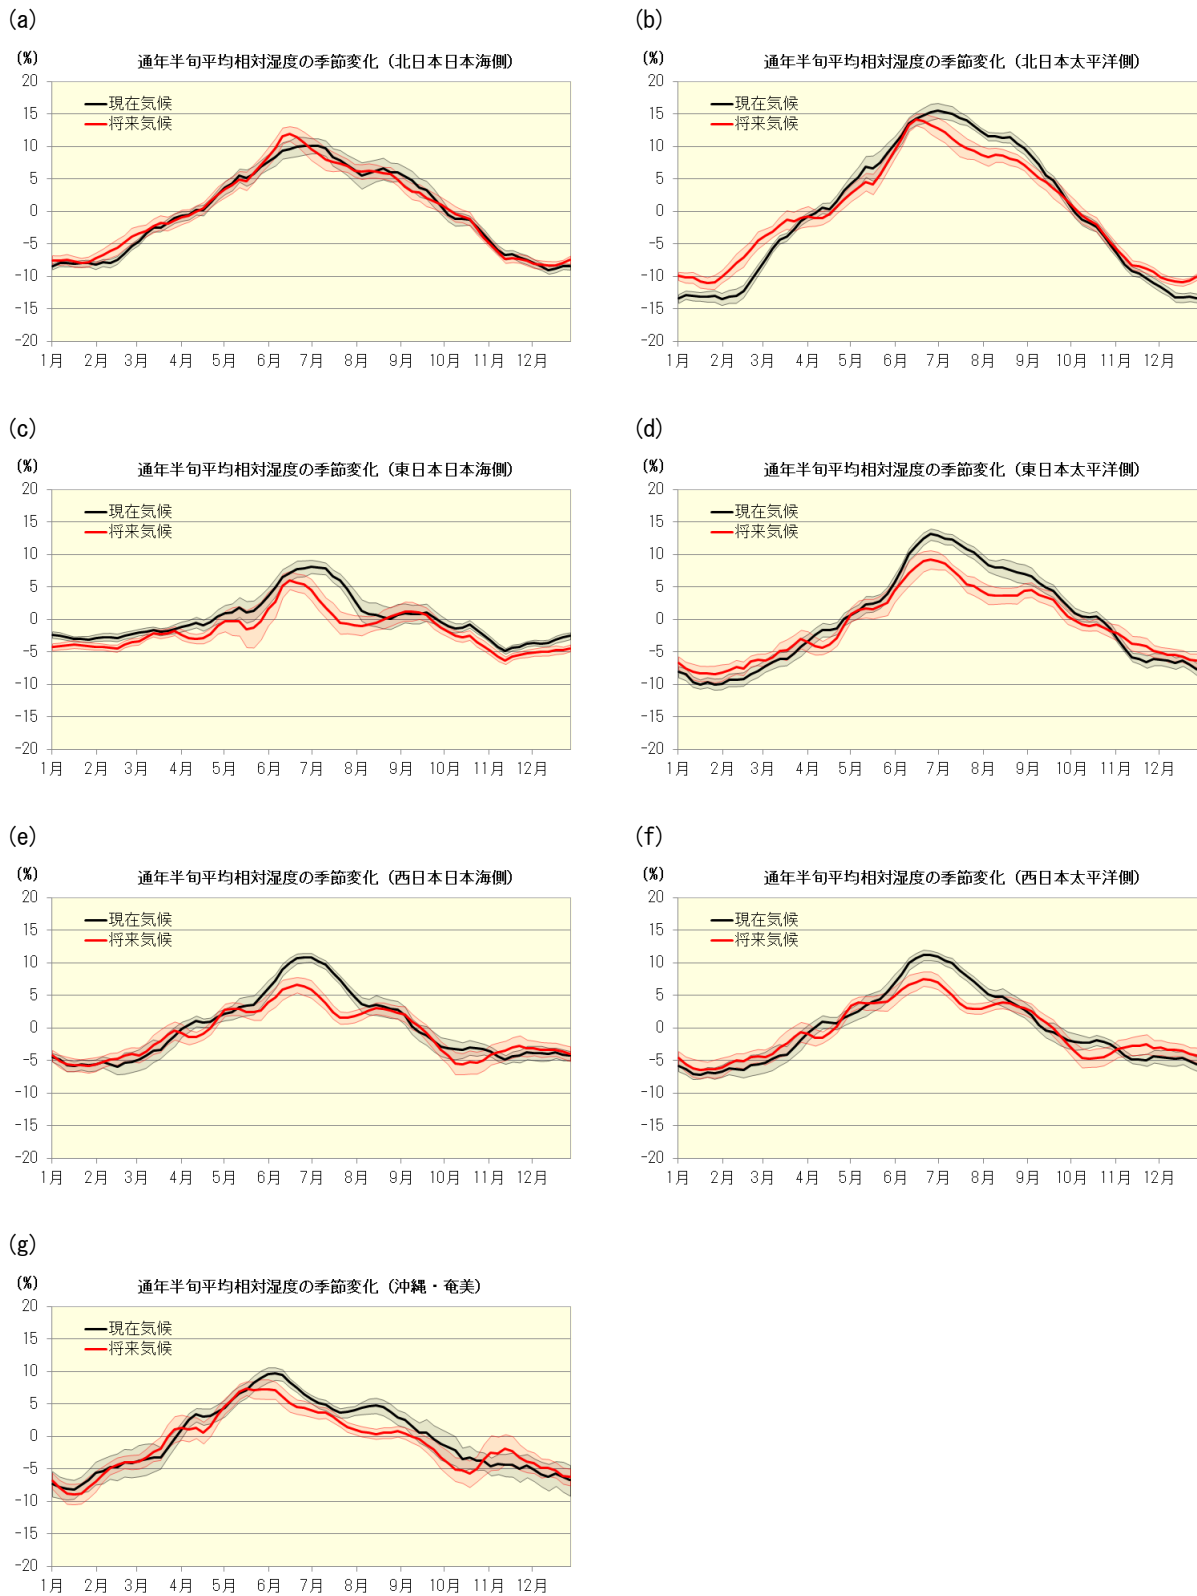 (a)
(%) 通年半旬平均相対湿度の季節変化（北日本日本海側）
現在気候
将来気候
20
15
10
5
0
-5
-10
-15
-20
1月 2月 3月 4月 5月 6月 7月 8月 9月 10月 11月 12月
(b)
(%) 通年半旬平均相対湿度の季節変化（北日本太平洋側）
現在気候
将来気候
20
15
10
5
0
-5
-10
-15
-20
1月 2月 3月 4月 5月 6月 7月 8月 9月 10月 11月 12月
(c)
(%) 通年半旬平均相対湿度の季節変化（東日本日本海側）
現在気候
将来気候
20
15
10
5
0
-5
-10
-15
-20
1月 2月 3月 4月 5月 6月 7月 8月 9月 10月 11月 12月
(d)
(%) 通年半旬平均相対湿度の季節変化（東日本太平洋側）
現在気候
将来気候
20
15
10
5
0
-5
-10
-15
-20
1月 2月 3月 4月 5月 6月 7月 8月 9月 10月 11月 12月
(e)
(%) 通年半旬平均相対湿度の季節変化（西日本日本海側）
現在気候
将来気候
20
15
10
5
0
-5
-10
-15
-20
1月 2月 3月 4月 5月 6月 7月 8月 9月 10月 11月 12月
(f)
(%) 通年半旬平均相対湿度の季節変化（西日本太平洋側）
現在気候
将来気候
20
15
10
5
0
-5
-10
-15
-20
1月 2月 3月 4月 5月 6月 7月 8月 9月 10月 11月 12月
(g)
(%) 通年半旬平均相対湿度の季節変化（沖縄・奄美）
現在気候
将来気候
20
15
10
5
0
-5
-10
-15
-20
1月 2月 3月 4月 5月 6月 7月 8月 9月 10月 11月 12月